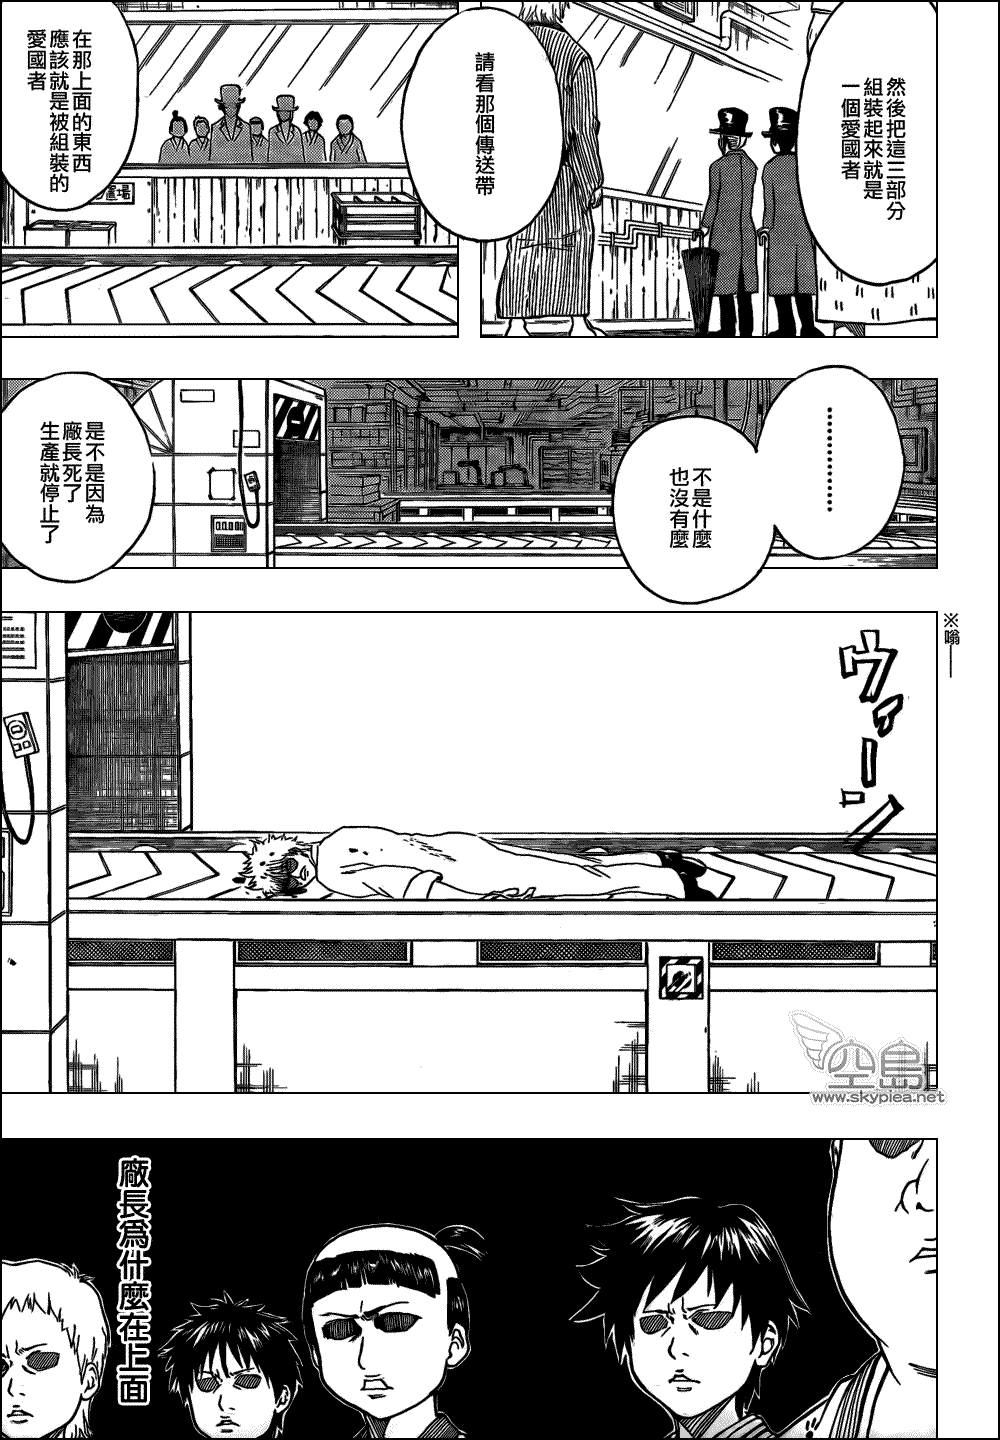 然後把這三部分
組裝起來就是
一個愛國者
請看那個傳送帶
在那上面的東西
應該就是被組裝的
愛國者
置場
…………
不是什麼
也沒有麼
是不是因為
廠長死了
生產就停止了
※嗡——
ウィーン
空島
www.skypiea.net
廠長為什麼在上面